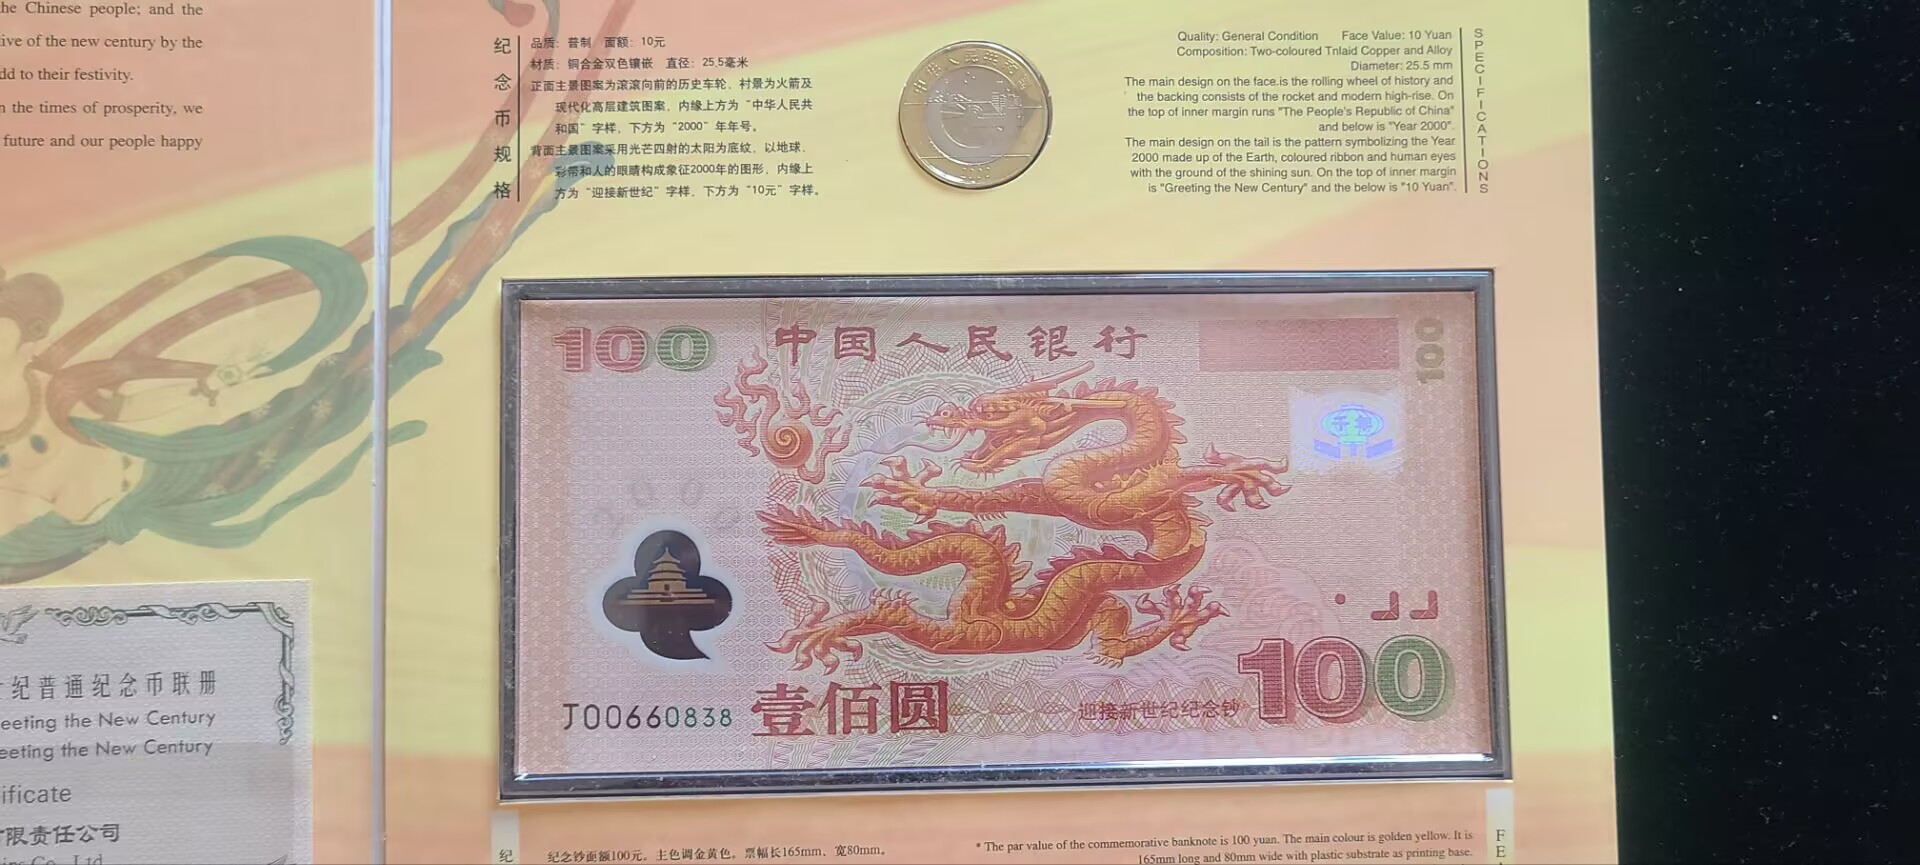 he Chinese people; and the
ive of the new century by the
dd to their festivity.
n the times of prosperity, we
future and our people happy
纪念币规格
品质：普制 面额：10元
材质：铜合金双色镶嵌 直径：25.5毫米
正面主景图案为滚滚向前的历史车轮，衬景为火箭及
现代化高层建筑图案，内缘上方为“中华人民共
和国”字样，下方为“2000”年年号。
背面主景图案采用光芒四射的太阳为底纹，以地球、
彩带和人的眼睛构成象征2000年的图形，内缘上
方为“迎接新世纪”字样，下方为“10元”字样。
中华人民共和国
2000
Quality: General Condition Face Value: 10 Yuan
Composition: Two-coloured Tnlaid Copper and Alloy
Diameter: 25.5 mm
The main design on the face.is the rolling wheel of history and
the backing consists of the rocket and modern high-rise. On
the top of inner margin runs "The People's Republic of China"
and below is "Year 2000".
The main design on the tail is the pattern symbolizing the Year
2000 made up of the Earth, coloured ribbon and human eyes
with the ground of the shining sun. On the top of inner margin
is "Greeting the New Century" and the below is "10 Yuan".
SPECIFICATIONS
100 中国人民银行 100
J00660838
壹佰圆
迎接新世纪纪念钞 100
纪普通纪念币联册
eeting the New Century
eeting the New Century
ificate
有限责任公司
纪
纪念钞面额100元。主色调金黄色。票幅长165mm、宽80mm。
* The par value of the commemorative banknote is 100 yuan. The main colour is golden yellow. It is
165mm long and 80mm wide with plastic substrate as printing base.
F
E